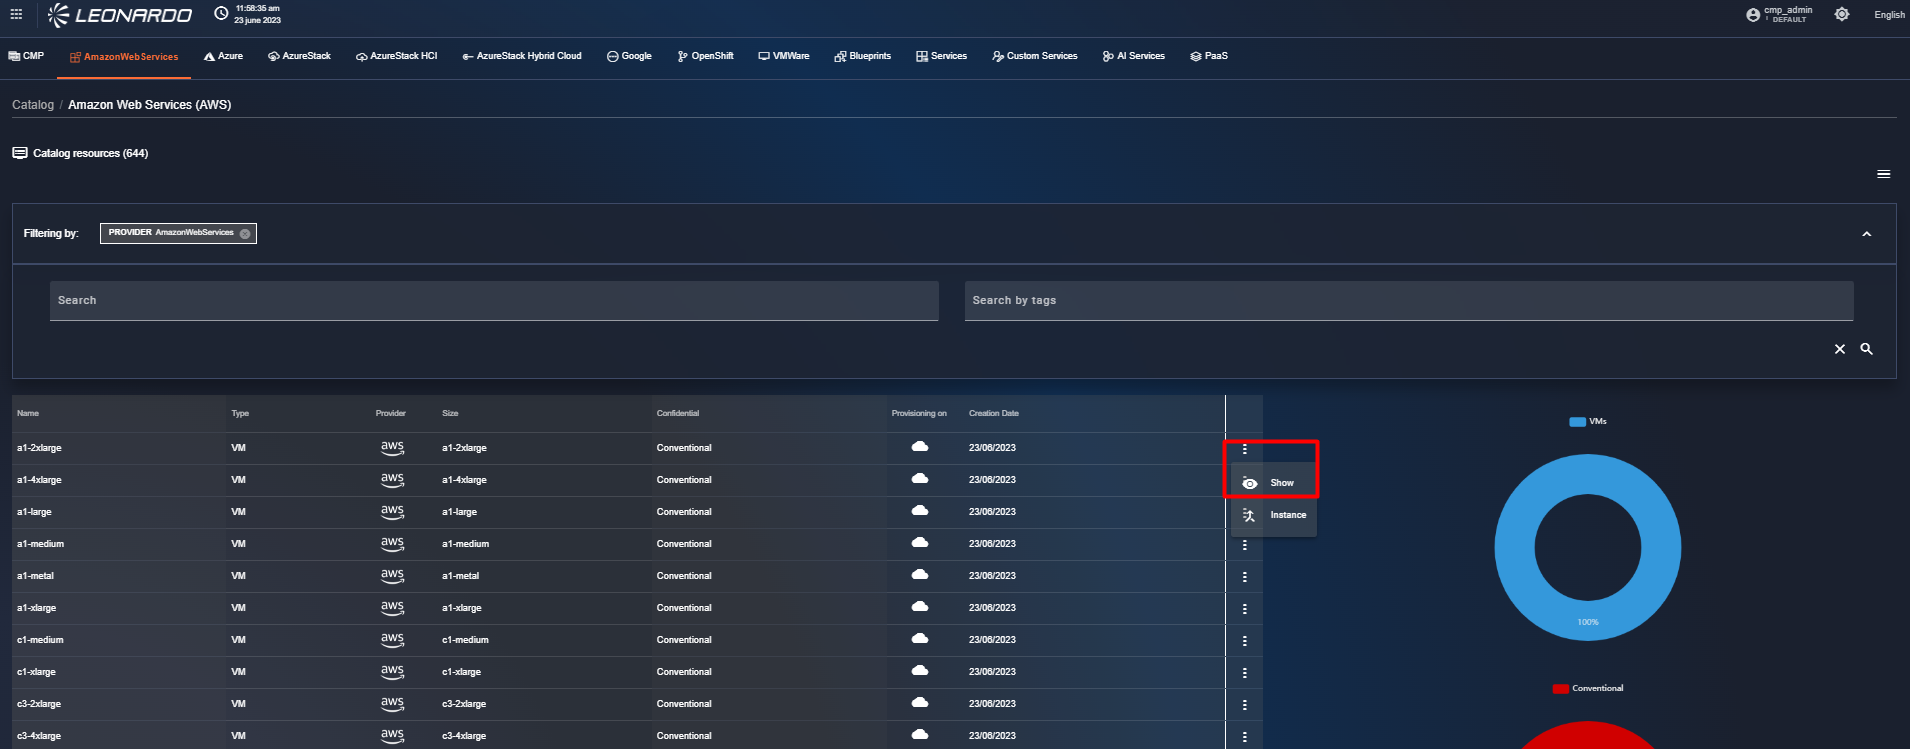 LEONARDO 11:58:35 am cmp_admin English
23 june 2023 DEFAULT
CMP AmazonWebServices Azure AzureStack AzureStack HCI AzureStack Hybrid Cloud Google OpenShift VMWare Blueprints Services Custom Services AI Services PaaS
Catalog / Amazon Web Services (AWS)
Catalog resources (644)
Filtering by: PROVIDER AmazonWebServices
Search Search by tags
Name Type Provider Size Confidential Provisioning on Creation Date
VMs
a1-2xlarge VM aws a1-2xlarge Conventional 23/06/2023
a1-4xlarge VM aws a1-4xlarge Conventional 23/06/2023 Show
a1-large VM aws a1-large Conventional 23/06/2023 Instance
a1-medium VM aws a1-medium Conventional 23/06/2023
a1-metal VM aws a1-metal Conventional 23/06/2023
a1-xlarge VM aws a1-xlarge Conventional 23/06/2023
100%
c1-medium VM aws c1-medium Conventional 23/06/2023
c1-xlarge VM aws c1-xlarge Conventional 23/06/2023
Conventional
c3-2xlarge VM aws c3-2xlarge Conventional 23/06/2023
c3-4xlarge VM aws c3-4xlarge Conventional 23/06/2023